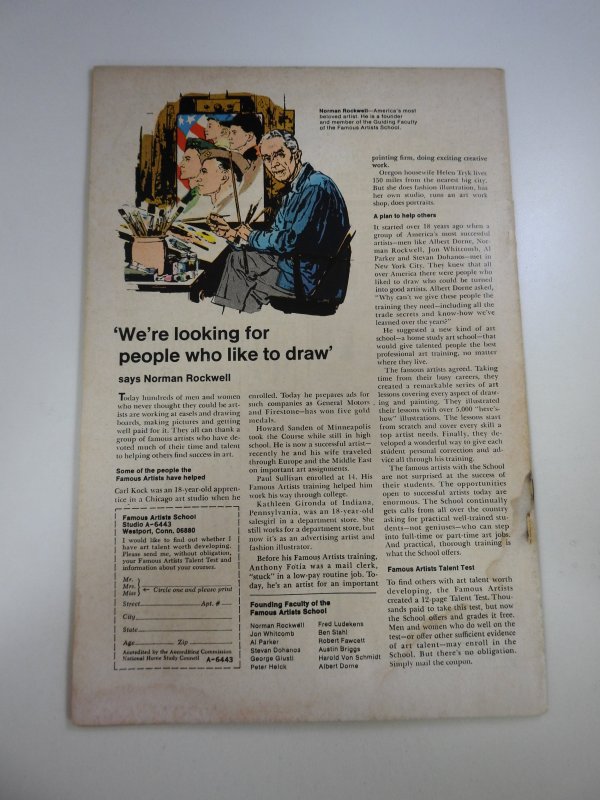 Norman Rockwell—America's most
beloved artist. He is a founder
and member of the Guiding Faculty
of the Famous Artists School.
'We're looking for
people who like to draw'
says Norman Rockwell
Today hundreds of men and women
who never thought they could be art-
ists are working at easels and drawing
boards, making pictures and getting
well paid for it. They all can thank a
group of famous artists who have de-
voted much of their time and talent
to helping others find success in art.
Some of the people the
Famous Artists have helped
Carl Kock was an 18-year-old appren-
tice in a Chicago art studio when he
enrolled. Today he prepares ads for
such companies as General Motors
and Firestone—has won five gold
medals.
Howard Sanden of Minneapolis
took the Course while still in high
school. He is now a successful artist—
recently he and his wife traveled
through Europe and the Middle East
on important art assignments.
Paul Sullivan enrolled at 14. His
Famous Artists training helped him
work his way through college.
Kathleen Gironda of Indiana,
Pennsylvania, was an 18-year-old
salesgirl in a department store. She
still works for a department store, but
now it's as an advertising artist and
fashion illustrator.
Before his Famous Artists training,
Anthony Fotia was a mail clerk,
"stuck" in a low-pay routine job. To-
day, he's an artist for an important
printing firm, doing exciting creative
work.
Oregon housewife Helen Tryk lives
150 miles from the nearest big city.
But she does fashion illustration, has
her own studio, runs an art work
shop, does portraits.
A plan to help others
It started over 18 years ago when a
group of America's most successful
artists—men like Albert Dorne, Nor-
man Rockwell, Jon Whitcomb, Al
Parker and Stevan Dohanos—met in
New York City. They knew that all
over America there were people who
liked to draw who could be turned
into good artists. Albert Dorne asked,
"Why can't we give these people the
training they need—including all the
trade secrets and know-how we've
learned over the years?"
He suggested a new kind of art
school—a home study art school—that
would give talented people the best
professional art training, no matter
where they live.
The famous artists agreed. Taking
time from their busy careers, they
created a remarkable series of art
lessons covering every aspect of draw-
ing and painting. They illustrated
their lessons with over 5,000 "here's-
how" illustrations. The lessons start
from scratch and cover every skill a
top artist needs. Finally, they de-
veloped a wonderful way to give each
student personal correction and ad-
vice all through his training.
The famous artists with the School
are not surprised at the success of
their students. The opportunities
open to successful artists today are
enormous. The School continually
gets calls from all over the country
asking for practical well-trained stu-
dents—not geniuses—who can step
into full-time or part-time art jobs.
And practical, thorough training is
what the School offers.
Famous Artists Talent Test
To find others with art talent worth
developing, the Famous Artists
created a 12-page Talent Test. Thou-
sands paid to take this test, but now
the School offers and grades it free.
Men and women who do well on the
test—or offer other sufficient evidence
of art talent—may enroll in the
School. But there's no obligation.
Simply mail the coupon.
Famous Artists School
Studio A-6443
Westport, Conn. 06880
I would like to find out whether I
have art talent worth developing.
Please send me, without obligation,
your Famous Artists Talent Test and
information about your courses.
Mr.
Mrs.
Miss
Circle one and please print
Street Apt. #
City
State
Age Zip
Accredited by the Accrediting Commission
National Home Study Council A-6443
Founding Faculty of the
Famous Artists School
Norman Rockwell
Jon Whitcomb
Al Parker
Stevan Dohanos
George Giusti
Peter Helck
Fred Ludekens
Ben Stahl
Robert Fawcett
Austin Briggs
Harold Von Schmidt
Albert Dorne